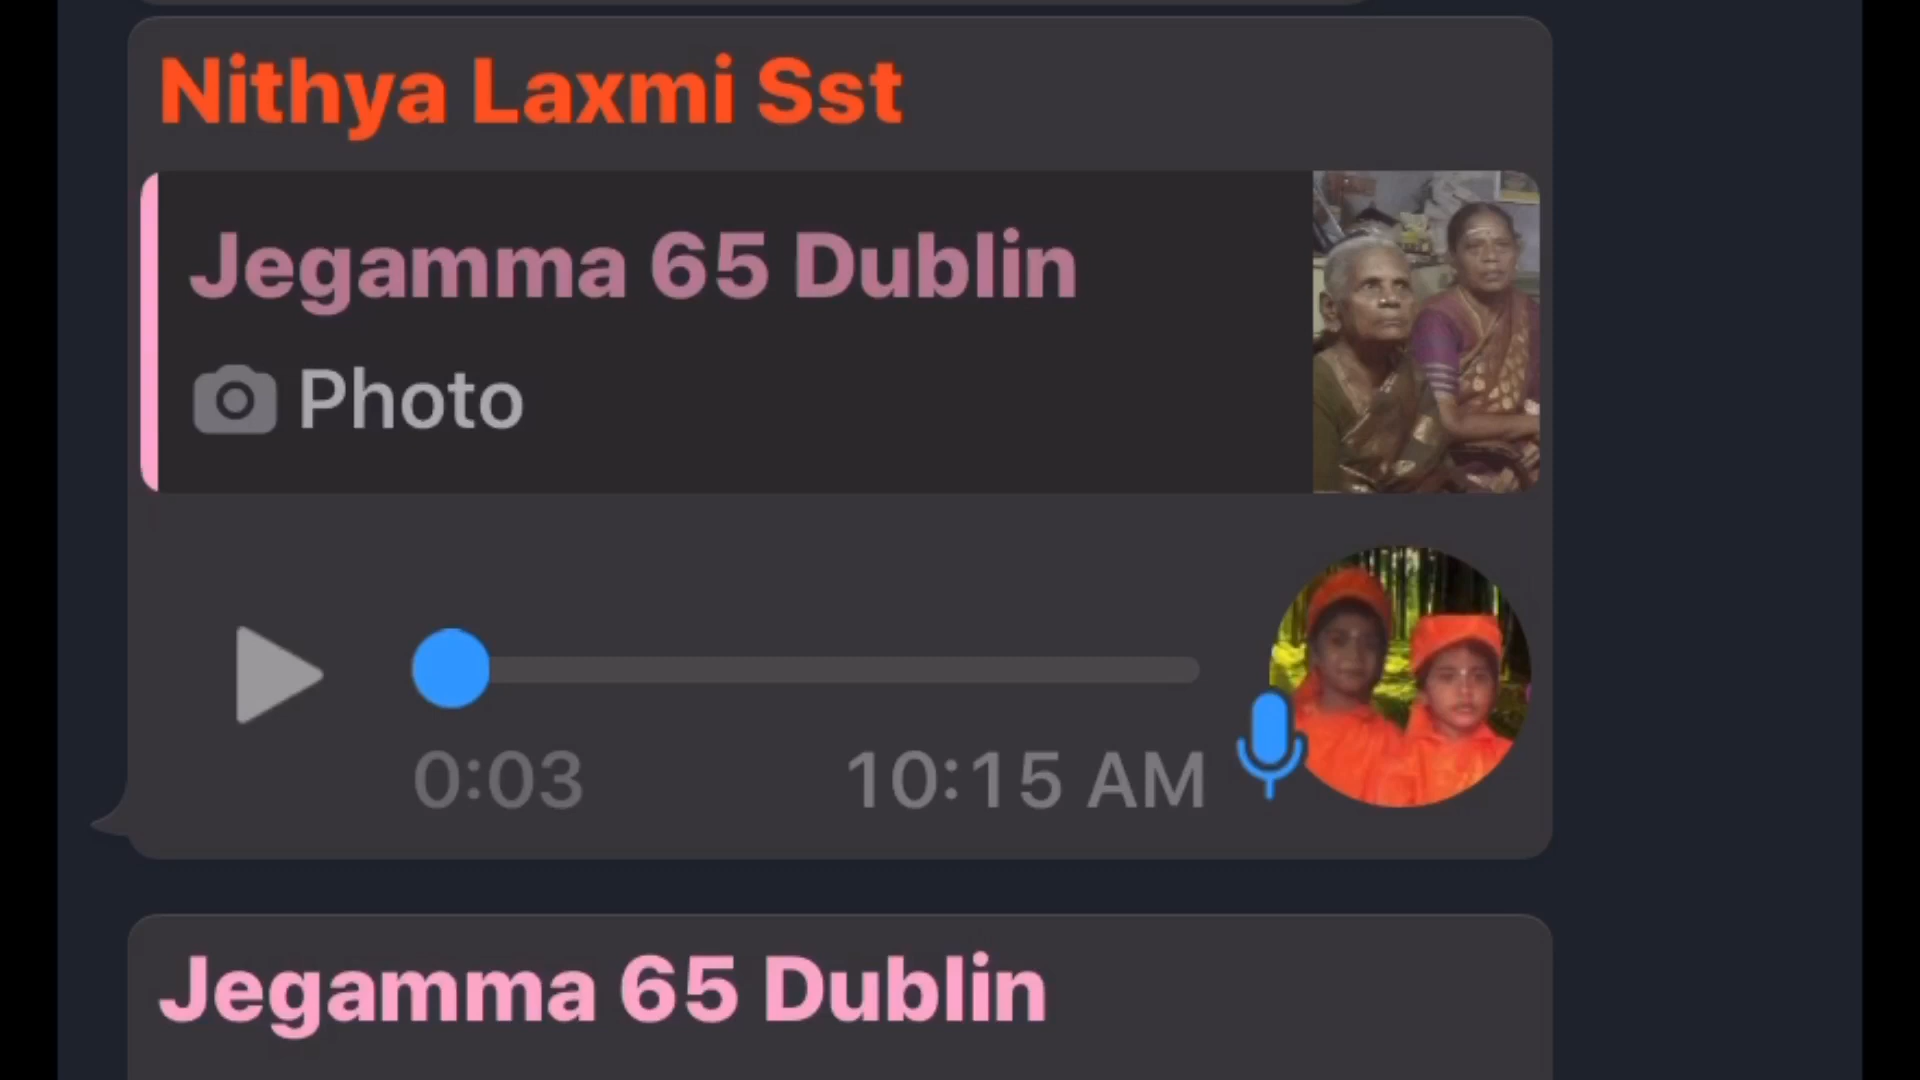 Nithya Laxmi Sst
Jegamma 65 Dublin
Photo
0:03
10:15 AM
Jegamma 65 Dublin